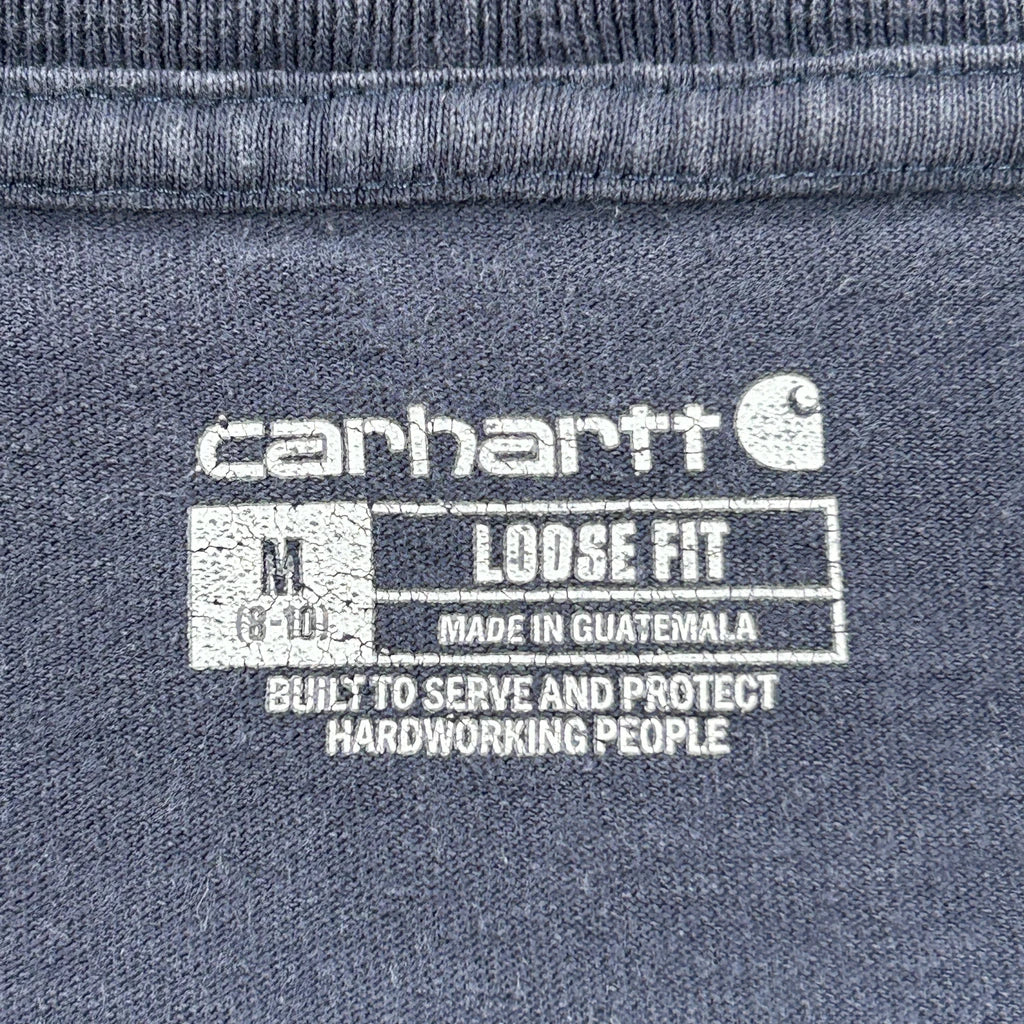 carhartt
M
(8-10)
LOOSE FIT
MADE IN GUATEMALA
BUILT TO SERVE AND PROTECT
HARDWORKING PEOPLE